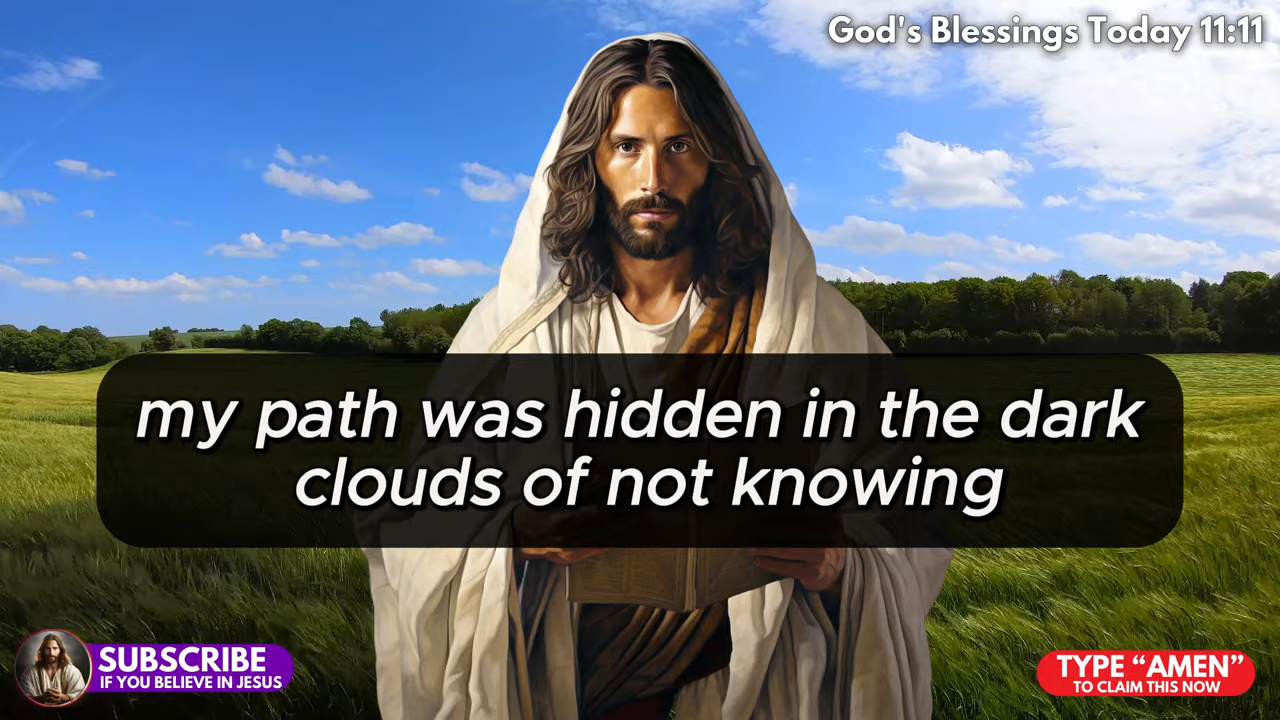 God's Blessings Today 11:11
my path was hidden in the dark
clouds of not knowing
SUBSCRIBE
IF YOU BELIEVE IN JESUS
TYPE “AMEN”
TO CLAIM THIS NOW